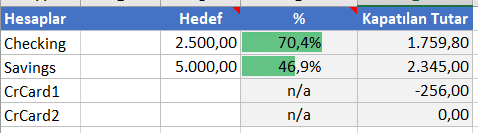 Hesaplar Hedef % Kapatılan Tutar
Checking 2.500,00 70,4% 1.759,80
Savings 5.000,00 46,9% 2.345,00
CrCard1 n/a -256,00
CrCard2 n/a 0,00